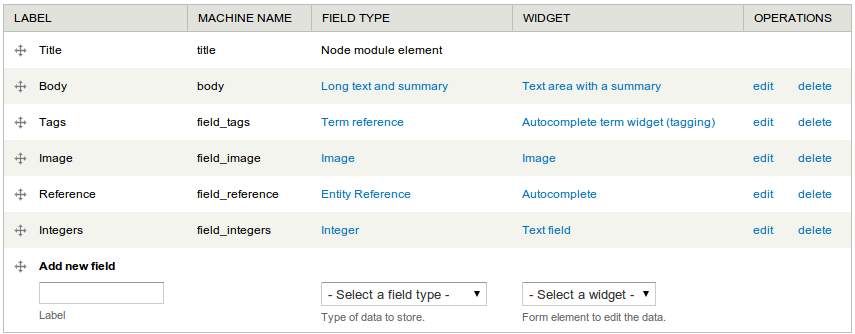 LABEL MACHINE NAME FIELD TYPE WIDGET OPERATIONS
Title title Node module element
Body body Long text and summary Text area with a summary edit delete
Tags field_tags Term reference Autocomplete term widget (tagging) edit delete
Image field_image Image Image edit delete
Reference field_reference Entity Reference Autocomplete edit delete
Integers field_integers Integer Text field edit delete
Add new field
- Select a field type - - Select a widget -
Label Type of data to store. Form element to edit the data.